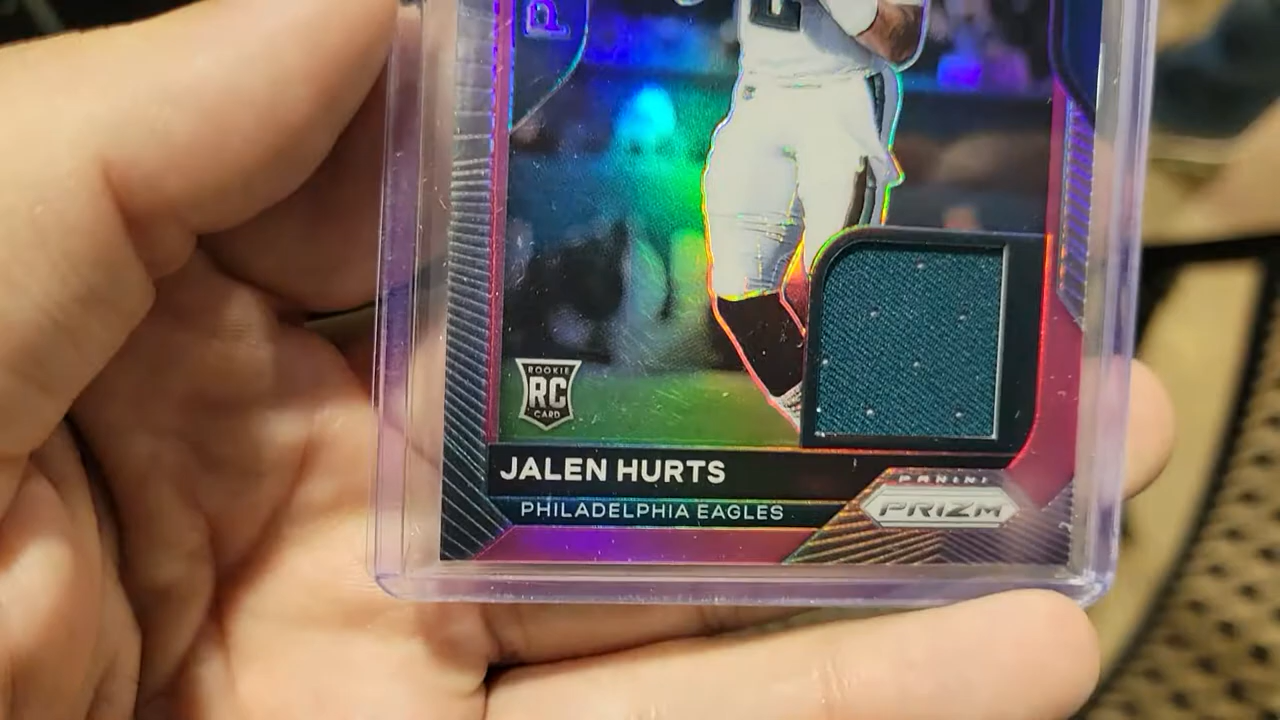 P
ROOKIE
RC
CARD
JALEN HURTS
PHILADELPHIA EAGLES
PANINI
PRIZM